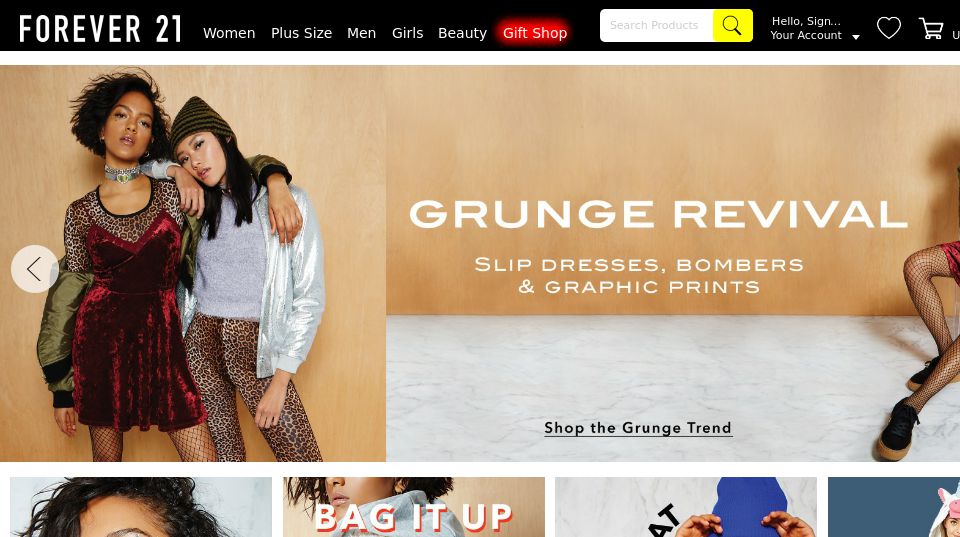 FOREVER 21
Women Plus Size Men Girls Beauty Gift Shop
Search Products
Hello, Sign...
Your Account
U
GRUNGE REVIVAL
SLIP DRESSES, BOMBERS
& GRAPHIC PRINTS
Shop the Grunge Trend
BAG IT UP
AT